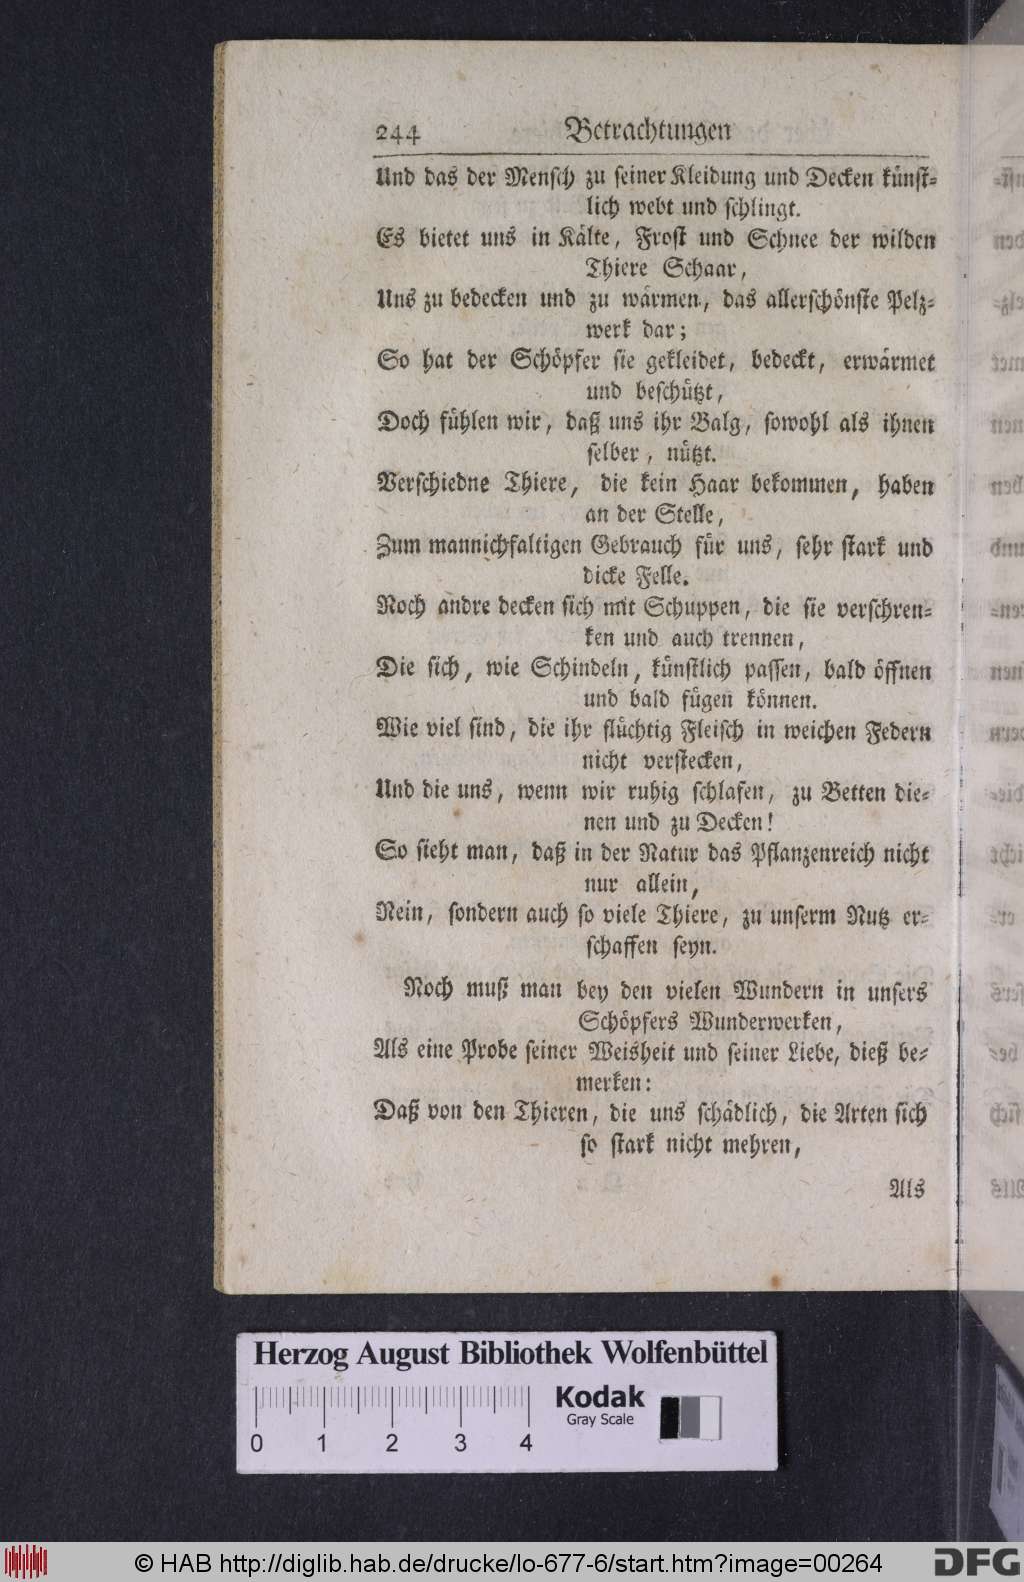 244 Betrachtungen
Und das der Mensch zu seiner Kleidung und Decken künst-
lich webt und schlingt.
Es bietet uns in Kälte, Frost und Schnee der wilden
Thiere Schaar,
Uns zu bedecken und zu wärmen, das allerschönste Pelz-
werk dar;
So hat der Schöpfer sie gekleidet, bedeckt, erwärmet
und beschützt,
Doch fühlen wir, daß uns ihr Balg, sowohl als ihnen
selber, nützt.
Verschiedne Thiere, die kein Haar bekommen, haben
an der Stelle,
Zum mannichfaltigen Gebrauch für uns, sehr stark und
dicke Felle.
Noch andre decken sich mit Schuppen, die sie verschren-
ken und auch trennen,
Die sich, wie Schindeln, künstlich passen, bald öffnen
und bald fügen können.
Wie viel sind, die ihr flüchtig Fleisch in weichen Federn
nicht verstecken,
Und die uns, wenn wir ruhig schlafen, zu Betten die-
nen und zu Decken!
So sieht man, daß in der Natur das Pflanzenreich nicht
nur allein,
Nein, sondern auch so viele Thiere, zu unserm Nutz er-
schaffen seyn.
Noch muß man bey den vielen Wundern in unsers
Schöpfers Wunderwerken,
Als eine Probe seiner Weisheit und seiner Liebe, dieß be-
merken:
Daß von den Thieren, die uns schädlich, die Arten sich
so stark nicht mehren,
Als
Herzog August Bibliothek Wolfenbüttel
Kodak
Gray Scale
0 1 2 3 4
© HAB http://diglib.hab.de/drucke/lo-677-6/start.htm?image=00264
DFG